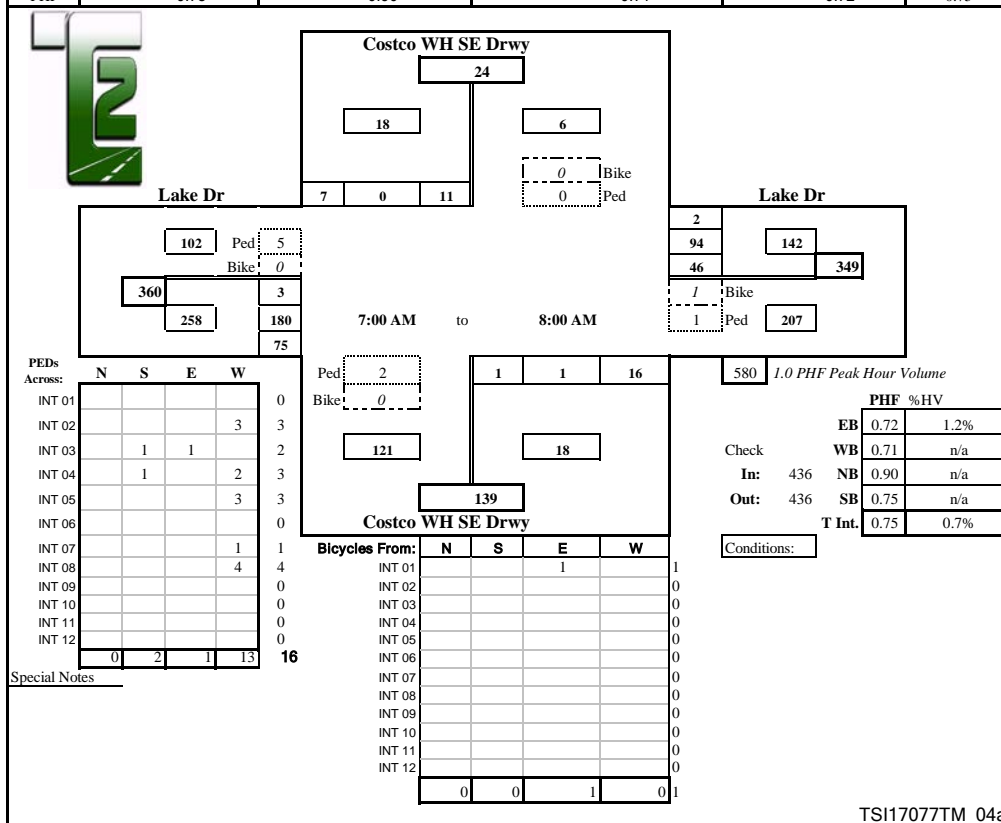 T2
Costco WH SE Drwy
24
18 6
0 Bike
Lake Dr 7 0 11 0 Ped Lake Dr
2
102 Ped 5 94 142
Bike 0 46 349
360 3 1 Bike
258 180 7:00 AM to 8:00 AM 1 Ped 207
75
PEDs
Across: N S E W Ped 2 1 1 16 580 1.0 PHF Peak Hour Volume
INT 01 0 Bike 0 PHF %HV
INT 02 3 3 EB 0.72 1.2%
INT 03 1 1 2 121 18 Check WB 0.71 n/a
INT 04 1 2 3 In: 436 NB 0.90 n/a
INT 05 3 3 139 Out: 436 SB 0.75 n/a
INT 06 0 Costco WH SE Drwy T Int. 0.75 0.7%
INT 07 1 1 Bicycles From: N S E W Conditions:
INT 08 4 4 INT 01 1 1
INT 09 0 INT 02 0
INT 10 0 INT 03 0
INT 11 0 INT 04 0
INT 12 0 INT 05 0
0 2 1 13 16 INT 06 0
Special Notes INT 07 0
INT 08 0
INT 09 0
INT 10 0
INT 11 0
INT 12 0
0 0 1 0 1
TSI17077TM_04a